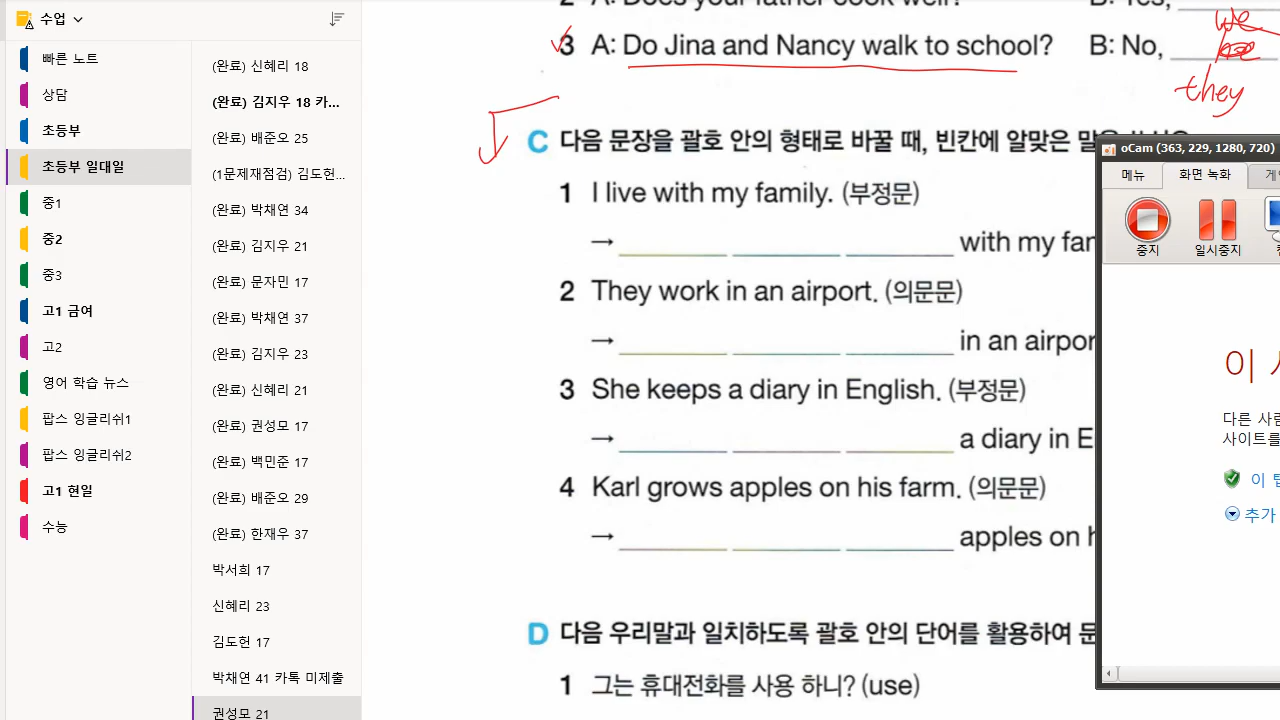 수업
빠른 노트
상담
초등부
초등부 일대일
중1
중2
중3
고1 급여
고2
영어 학습 뉴스
팝스 잉글리쉬1
팝스 잉글리쉬2
고1 현일
수능
(완료) 신혜리 18
(완료) 김지우 18 카...
(완료) 배준오 25
(1문제재점검) 김도헌...
(완료) 박채연 34
(완료) 김지우 21
(완료) 문자민 17
(완료) 박채연 37
(완료) 김지우 23
(완료) 신혜리 21
(완료) 권성모 17
(완료) 백민준 17
(완료) 배준오 29
(완료) 한재우 37
박서희 17
신혜리 23
김도헌 17
박채연 41 카톡 미제출
권성모 21
2 A: Does your father cook well? B: Yes,
we
3 A: Do Jina and Nancy walk to school? B: No,
they
C 다음 문장을 괄호 안의 형태로 바꿀 때, 빈칸에 알맞은 말을
1 I live with my family. (부정문)
→ with my far
2 They work in an airport. (의문문)
→ in an airpor
3 She keeps a diary in English. (부정문)
→ a diary in E
4 Karl grows apples on his farm. (의문문)
→ apples on h
D 다음 우리말과 일치하도록 괄호 안의 단어를 활용하여 문
1 그는 휴대전화를 사용 하니? (use)
oCam (363, 229, 1280, 720)
메뉴 화면 녹화 게
중지 일시중지
이
다른 사람
사이트를
이 탭
추가